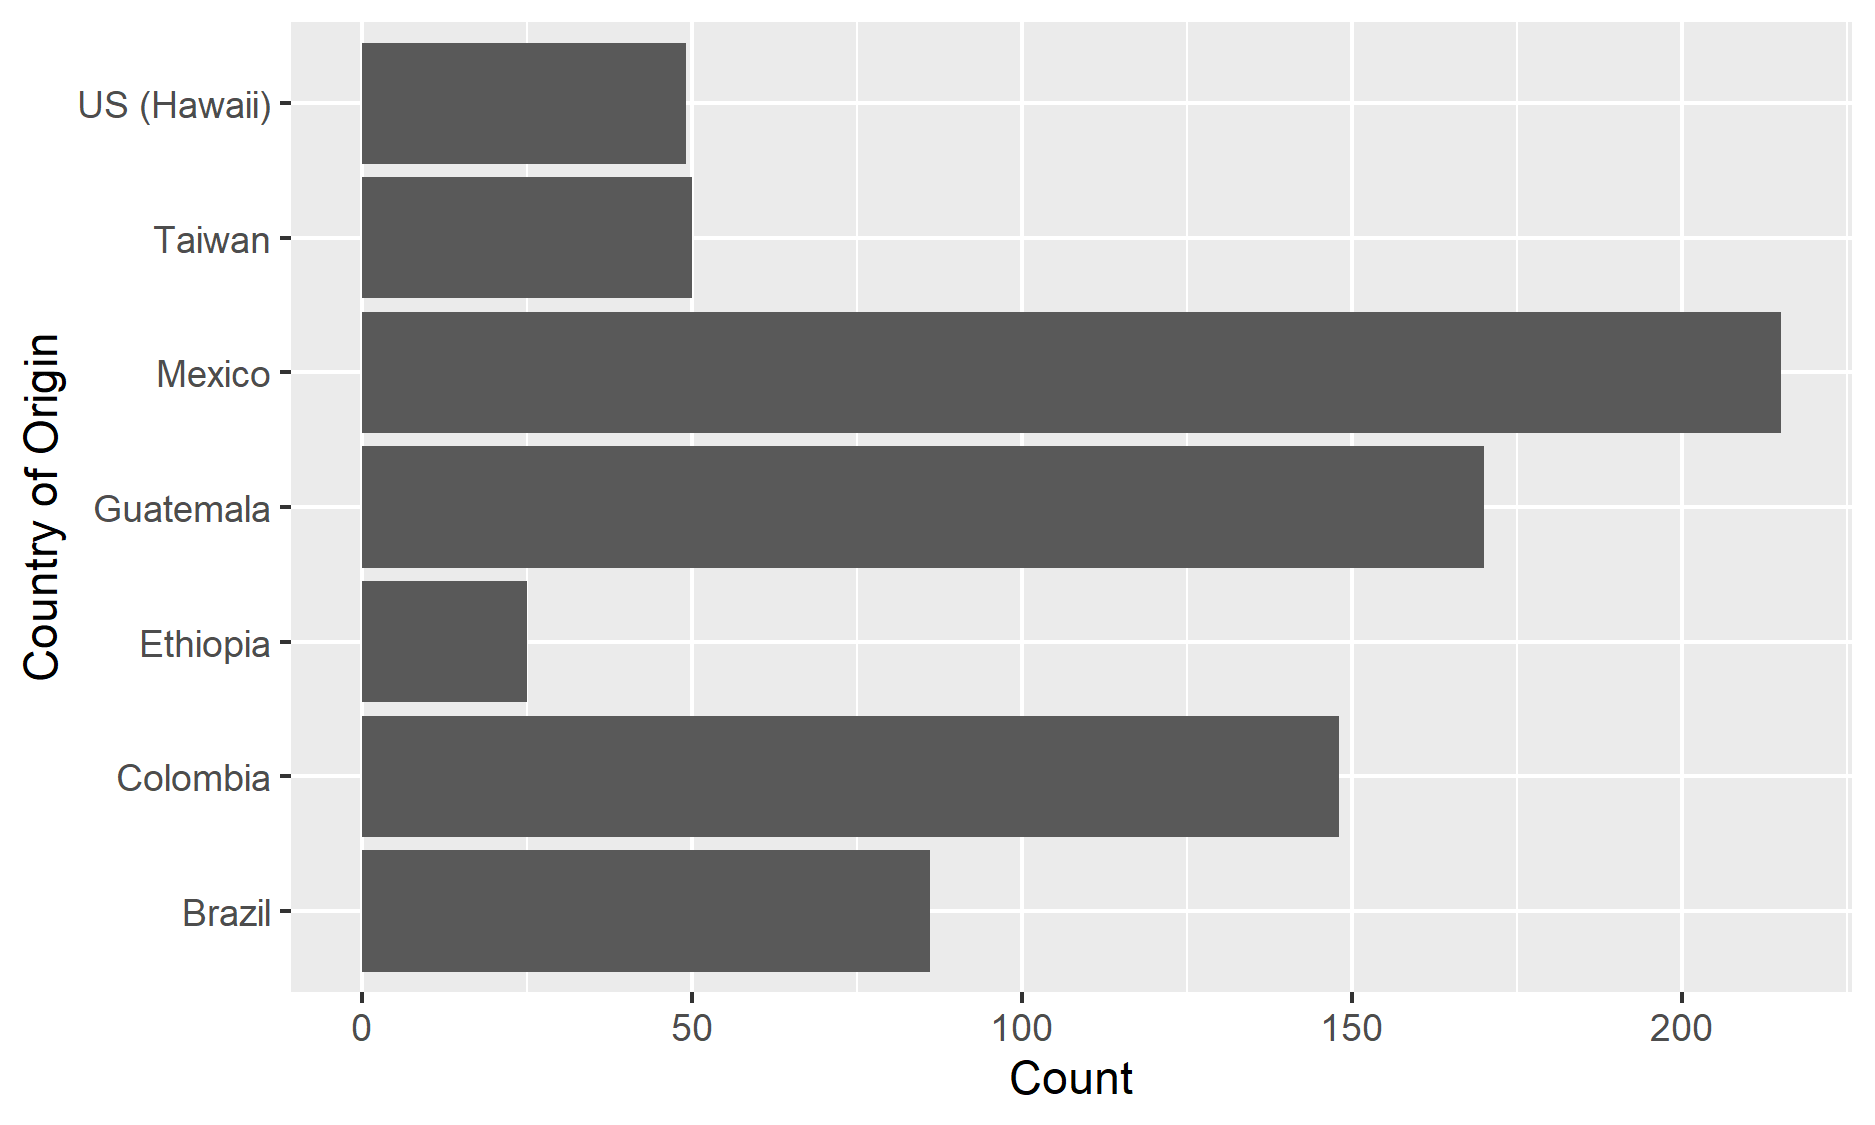 US (Hawaii)
Taiwan
Mexico
Guatemala
Ethiopia
Colombia
Brazil
Country of Origin
0 50 100 150 200
Count